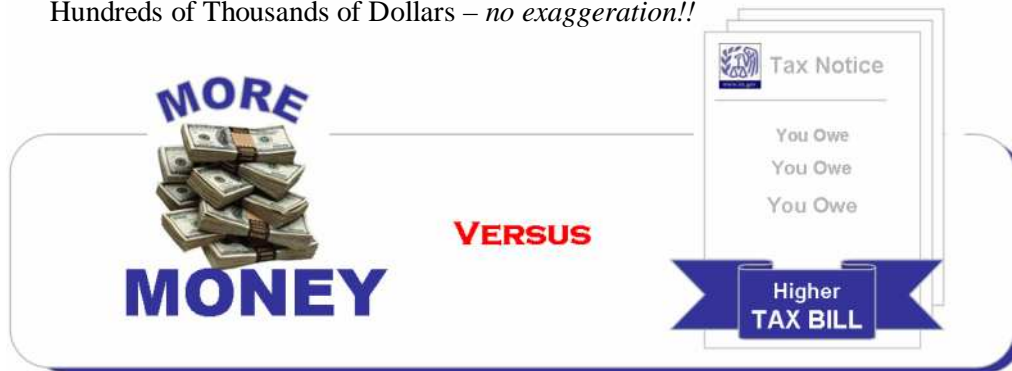 Hundreds of Thousands of Dollars – no exaggeration!!
MORE
MONEY
VERSUS
Tax Notice
You Owe
You Owe
You Owe
Higher
TAX BILL